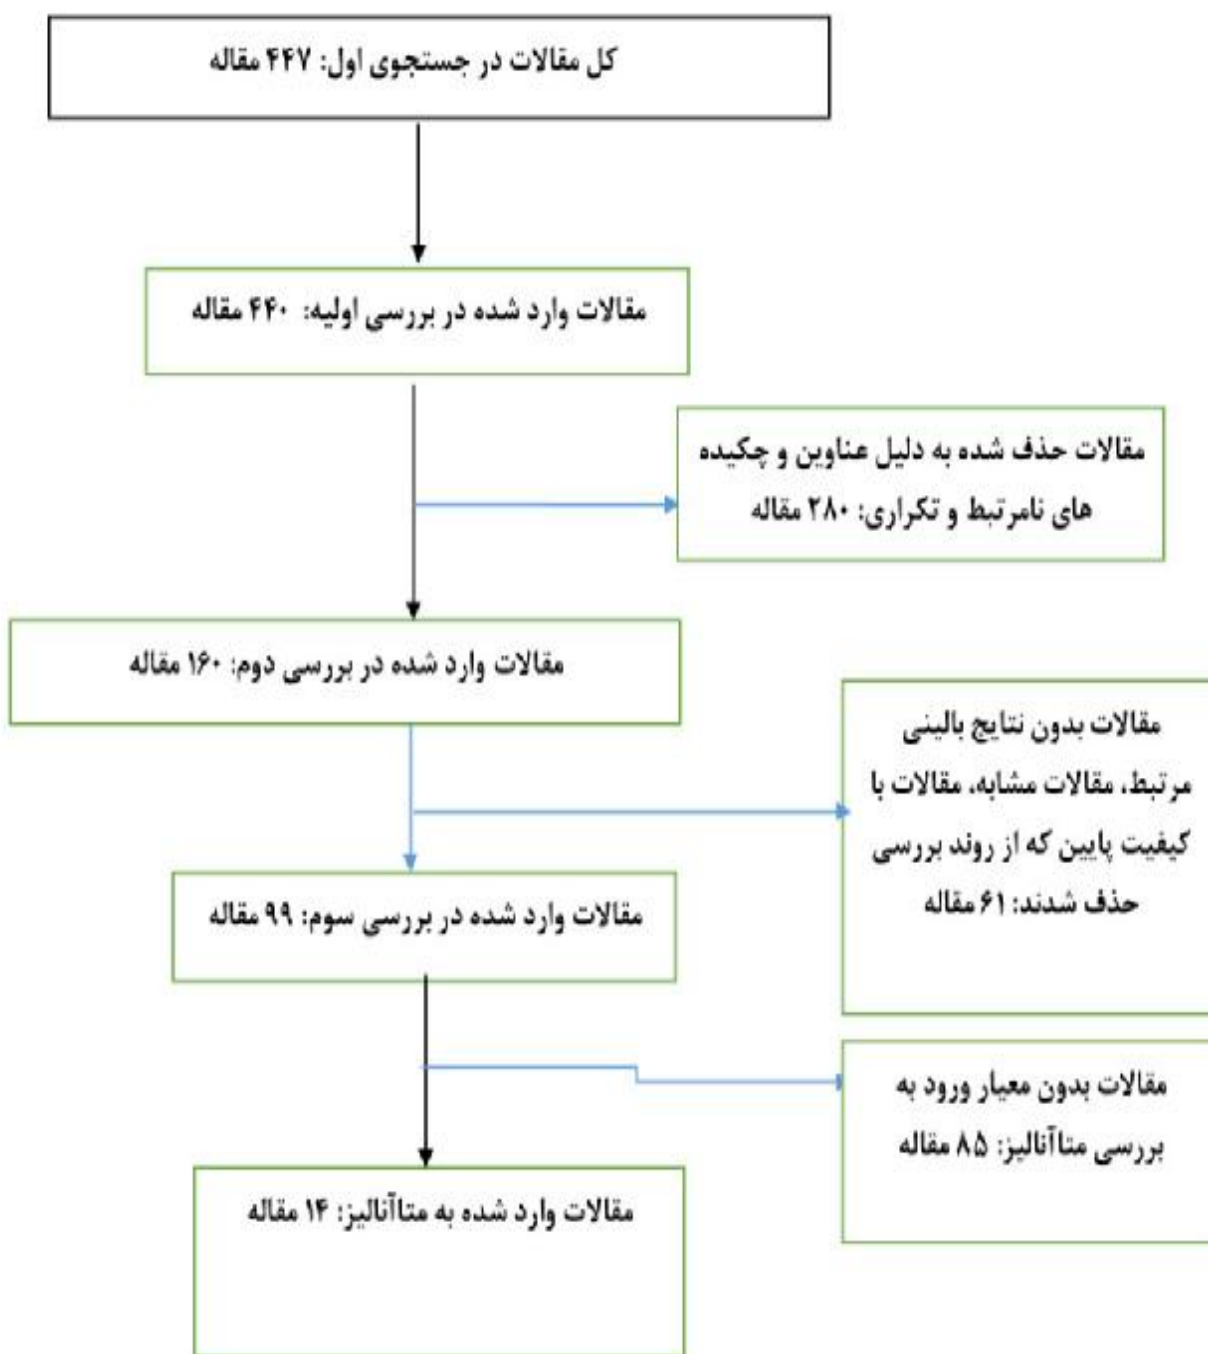 کل مقالات در جستجوی اول: ۴۴۷ مقاله
مقالات وارد شده در بررسی اولیه: ۴۴۰ مقاله
مقالات حذف شده به دلیل عناوین و چکیده
های نامرتبط و تکراری: ۲۸۰ مقاله
مقالات وارد شده در بررسی دوم: ۱۶۰ مقاله
مقالات بدون نتایج بالینی
مرتبط، مقالات مشابه، مقالات با
کیفیت پایین که از روند بررسی
حذف شدند: ۶۱ مقاله
مقالات وارد شده در بررسی سوم: ۹۹ مقاله
مقالات بدون معیار ورود به
بررسی متاآنالیز: ۸۵ مقاله
مقالات وارد شده به متاآنالیز: ۱۴ مقاله